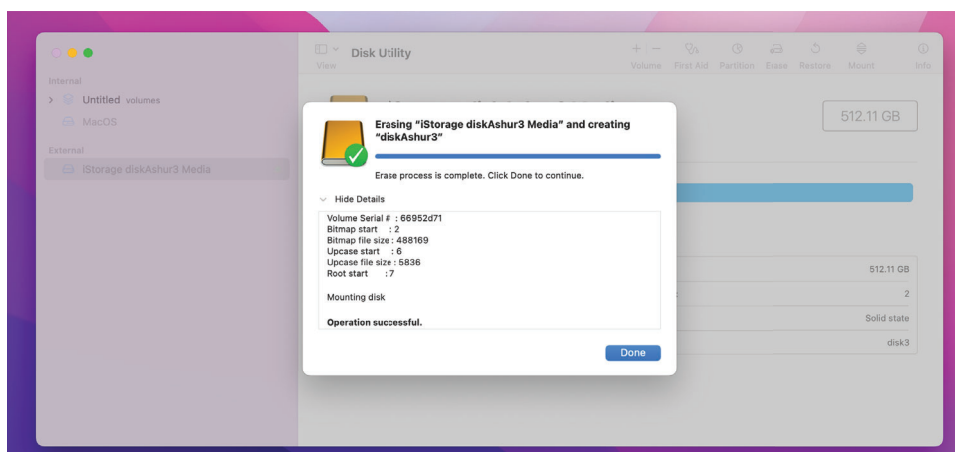 Disk Utility
View
Volume First Aid Partition Erase Restore Mount Info
Internal
Untitled volumes
MacOS
External
iStorage diskAshur3 Media
512.11 GB
Erasing “iStorage diskAshur3 Media” and creating
“diskAshur3”
Erase process is complete. Click Done to continue.
Hide Details
Volume Serial # : 66952d71
Bitmap start : 2
Bitmap file size : 488169
Upcase start : 6
Upcase file size : 5836
Root start :7
Mounting disk
Operation successful.
Done
512.11 GB
2
Solid state
disk3